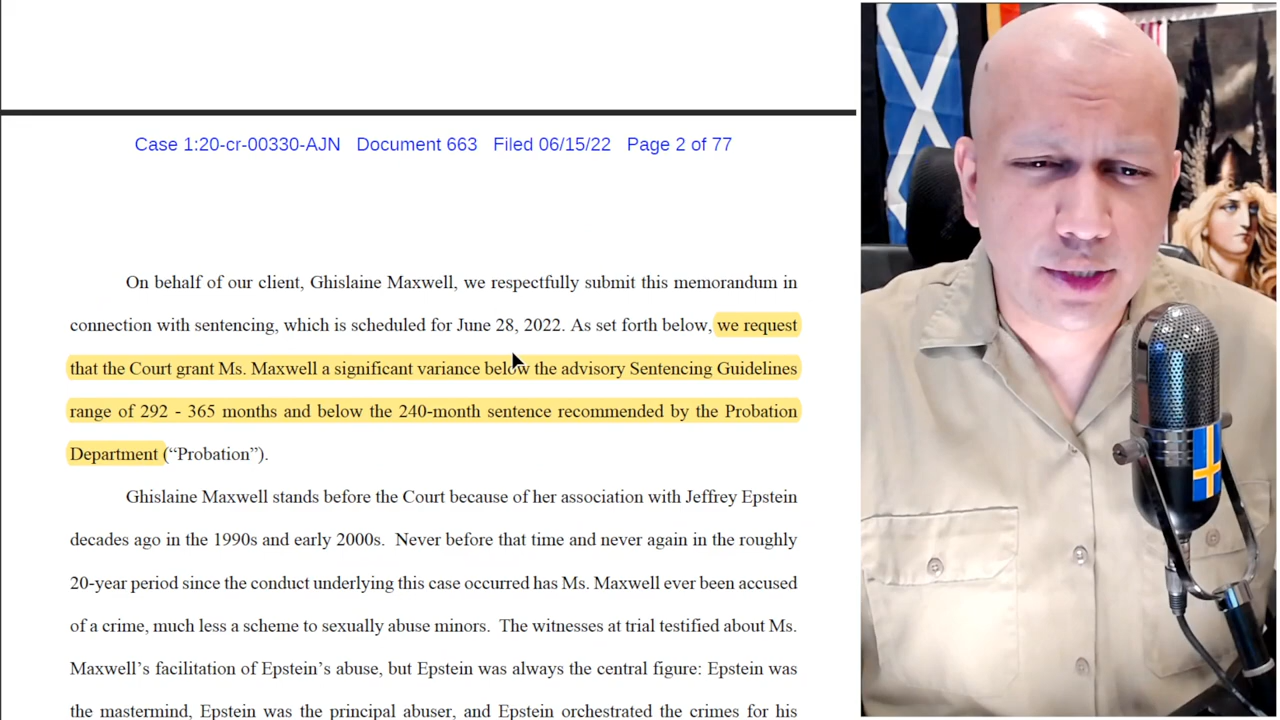 Case 1:20-cr-00330-AJN Document 663 Filed 06/15/22 Page 2 of 77
On behalf of our client, Ghislaine Maxwell, we respectfully submit this memorandum in
connection with sentencing, which is scheduled for June 28, 2022. As set forth below, we request
that the Court grant Ms. Maxwell a significant variance below the advisory Sentencing Guidelines
range of 292 - 365 months and below the 240-month sentence recommended by the Probation
Department (“Probation”).
Ghislaine Maxwell stands before the Court because of her association with Jeffrey Epstein
decades ago in the 1990s and early 2000s. Never before that time and never again in the roughly
20-year period since the conduct underlying this case occurred has Ms. Maxwell ever been accused
of a crime, much less a scheme to sexually abuse minors. The witnesses at trial testified about Ms.
Maxwell’s facilitation of Epstein’s abuse, but Epstein was always the central figure: Epstein was
the mastermind, Epstein was the principal abuser, and Epstein orchestrated the crimes for his